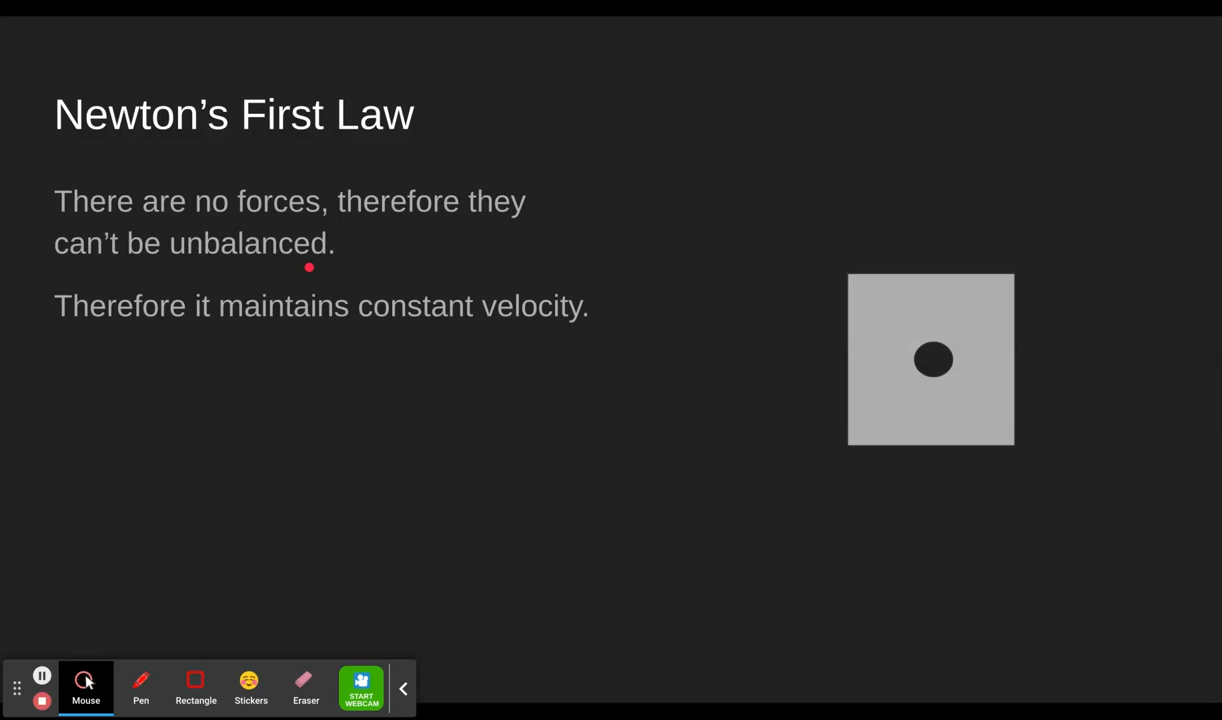 Newton’s First Law
There are no forces, therefore they
can’t be unbalanced.
Therefore it maintains constant velocity.
Mouse
Pen
Rectangle
Stickers
Eraser
START
WEBCAM